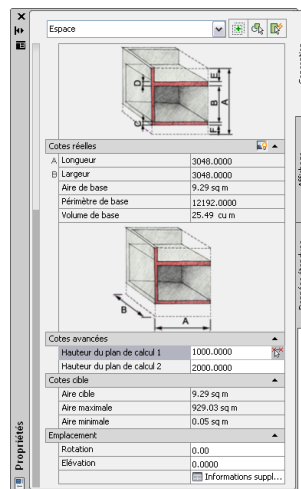 Espace
D
E
B
A
C
F
Cotes réelles
A Longueur 3048.0000
B Largeur 3048.0000
Aire de base 9.29 sq m
Périmètre de base 12192.0000
Volume de base 25.49 cu m
B
A
Cotes avancées
Hauteur du plan de calcul 1 1000.0000
Hauteur du plan de calcul 2 2000.0000
Cotes cible
Aire cible 9.29 sq m
Aire maximale 929.03 sq m
Aire minimale 0.05 sq m
Emplacement
Rotation 0.00
Elévation 0.0000
Informations suppl...
Propriétés